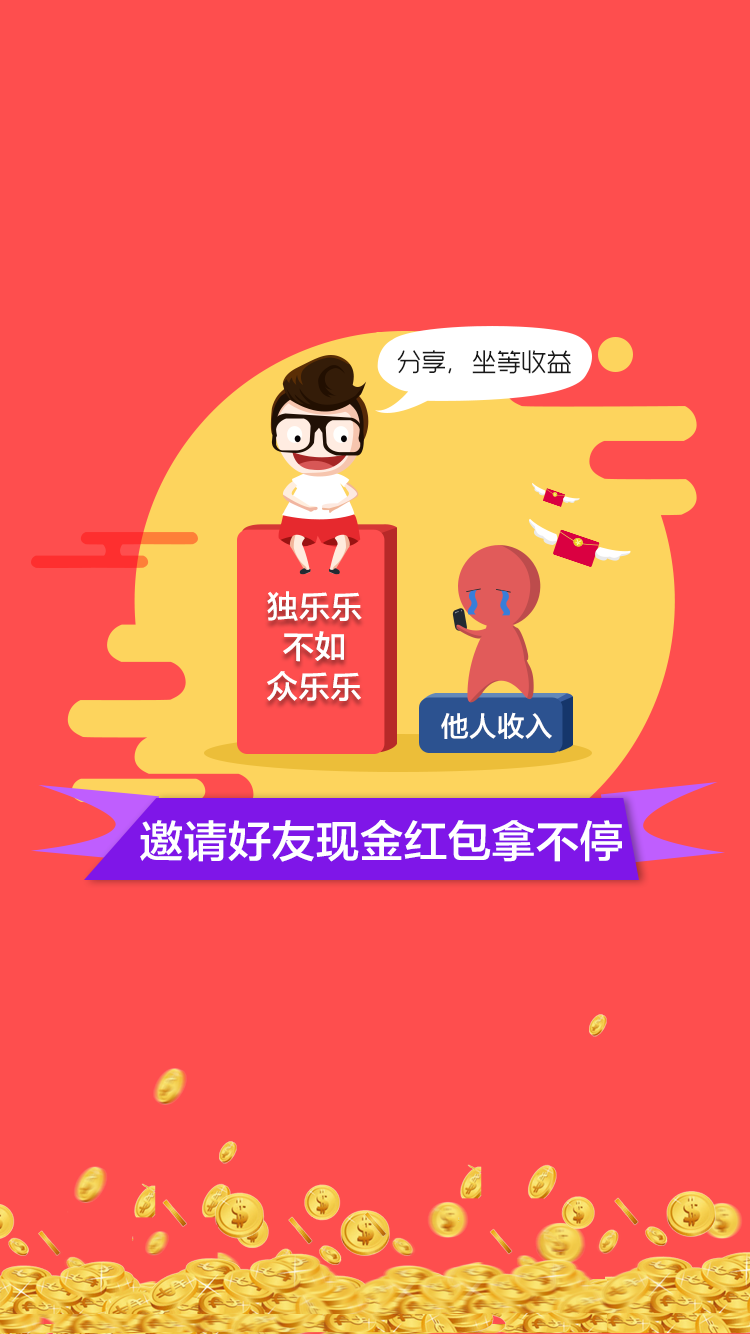 分享，坐等收益
独乐乐
不如
众乐乐
他人收入
邀请好友现金红包拿不停